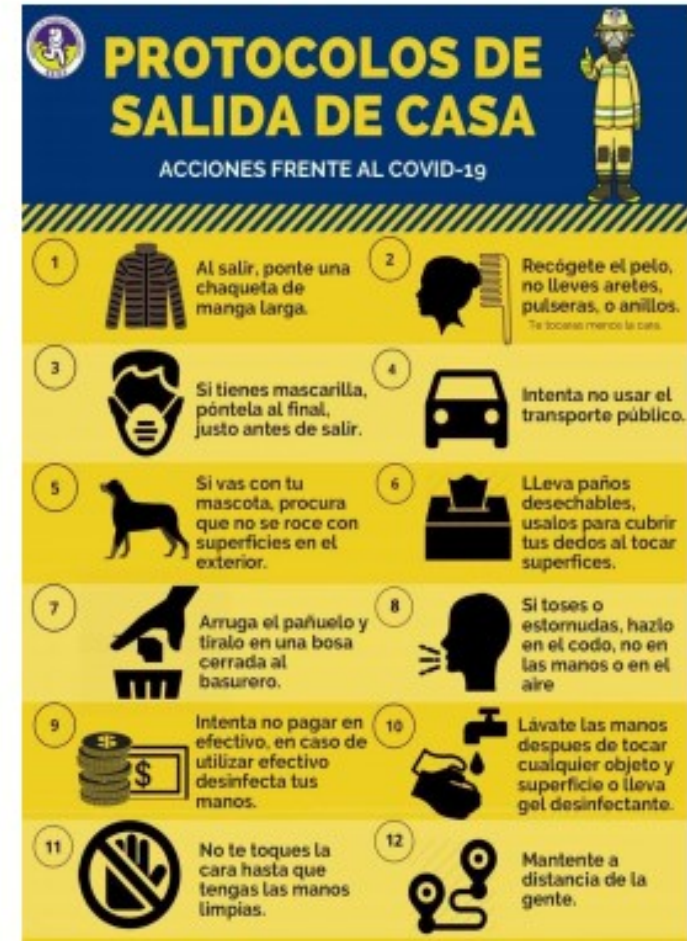 PROTOCOLOS DE
SALIDA DE CASA
ACCIONES FRENTE AL COVID-19
1
Al salir, ponte una
chaqueta de
manga larga.
2
Recógete el pelo,
no lleves aretes,
pulseras, o anillos.
Te tocaras menos la cara.
3
Si tienes mascarilla,
póntela al final,
justo antes de salir.
4
Intenta no usar el
transporte público.
5
Si vas con tu
mascota, procura
que no se roce con
superficies en el
exterior.
6
LLeva paños
desechables,
usalos para cubrir
tus dedos al tocar
superfices.
7
Arruga el pañuelo y
tíralo en una bosa
cerrada al
basurero.
8
Si toses o
estornudas, hazlo
en el codo, no en
las manos o en el
aire
9
Intenta no pagar en
efectivo, en caso de
utilizar efectivo
desinfecta tus
manos.
$
$
10
Lávate las manos
despues de tocar
cualquier objeto y
superficie o lleva
gel desinfectante.
11
No te toques la
cara hasta que
tengas las manos
limpias.
12
Mantente a
distancia de la
gente.